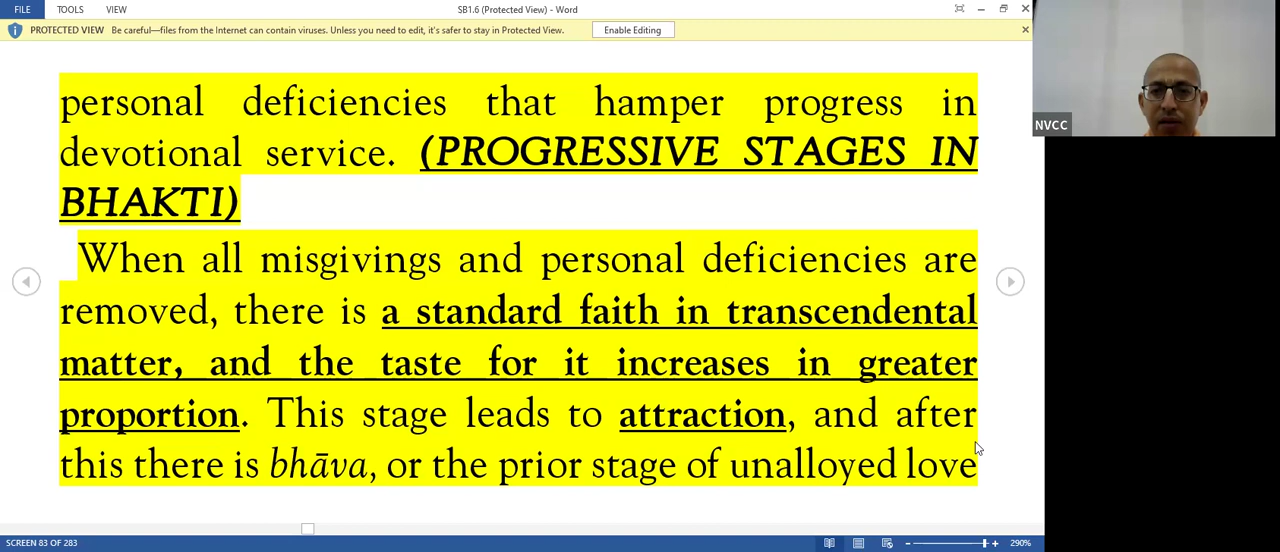 FILE TOOLS VIEW SB1.6 (Protected View) - Word
PROTECTED VIEW Be careful—files from the Internet can contain viruses. Unless you need to edit, it's safer to stay in Protected View. Enable Editing
personal deficiencies that hamper progress in
devotional service. (PROGRESSIVE STAGES IN
BHAKTI)
When all misgivings and personal deficiencies are
removed, there is a standard faith in transcendental
matter, and the taste for it increases in greater
proportion. This stage leads to attraction, and after
this there is bhāva, or the prior stage of unalloyed love
SCREEN 83 OF 283 290%
NVCC